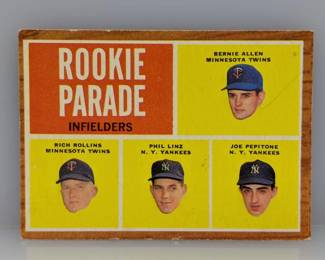 ROOKIE
PARADE
INFIELDERS
BERNIE ALLEN
MINNESOTA TWINS
RICH ROLLINS
MINNESOTA TWINS
PHIL LINZ
N. Y. YANKEES
JOE PEPITONE
N. Y. YANKEES